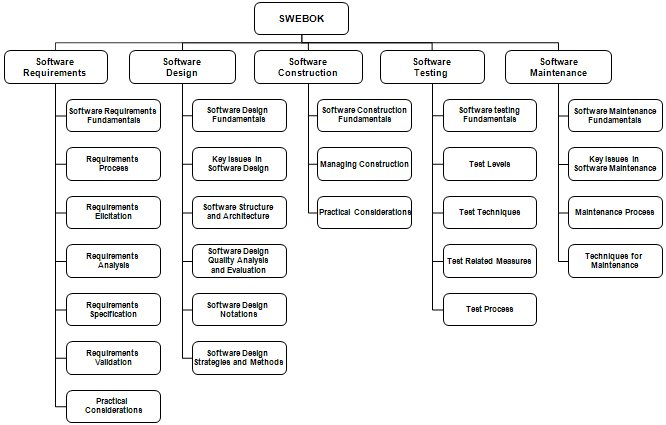 SWEBOK
Software
Requirements
Software
Design
Software
Construction
Software
Testing
Software
Maintenance
Software Requirements
Fundamentals
Requirements
Process
Requirements
Elicitation
Requirements
Analysis
Requirements
Specification
Requirements
Validation
Practical
Considerations
Software Design
Fundamentals
Key Issues in
Software Design
Software Structure
and Architecture
Software Design
Quality Analysis
and Evaluation
Software Design
Notations
Software Design
Strategies and Methods
Software Construction
Fundamentals
Managing Construction
Practical Considerations
Software testing
Fundamentals
Test Levels
Test Techniques
Test Related Measures
Test Process
Software Maintenance
Fundamentals
Key Issues in
Software Maintenance
Maintenance Process
Techniques for
Maintenance